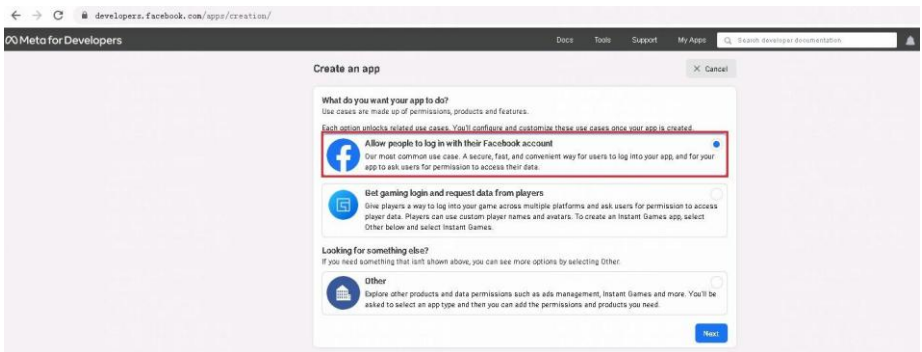 developers.facebook.com/apps/creation/
Meta for Developers
Docs Tools Support My Apps Search developer documentation
Create an app
Cancel
What do you want your app to do?
Use cases are made up of permissions, products and features.
Each option unlocks related use cases. You'll configure and customize these use cases once your app is created.
Allow people to log in with their Facebook account
Our most common use case. A secure, fast, and convenient way for users to log into your app, and for your
app to ask users for permission to access their data.
Get gaming login and request data from players
Give players a way to log into your game across multiple platforms and ask users for permission to access
player data. Players can use custom player names and avatars. To create an Instant Games app, select
Other below and select Instant Games.
Looking for something else?
If you need something that isn't shown above, you can see more options by selecting Other.
Other
Explore other products and data permissions such as ads management, Instant Games and more. You'll be
asked to select an app type and then you can add the permissions and products you need.
Next